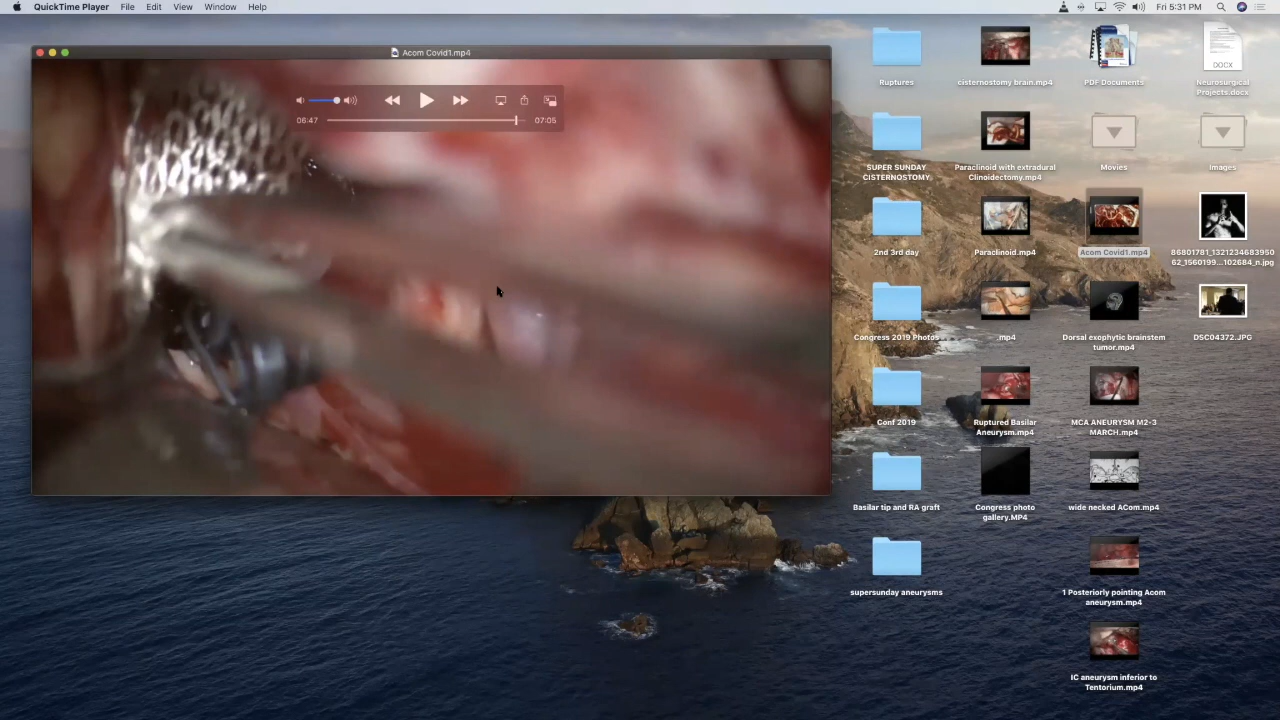 QuickTime Player File Edit View Window Help Fri 5:31 PM
Acom Covid1.mp4
06:47 07:05
Ruptures
cisternostomy brain.mp4
PDF Documents
DOCX
Neurosurgical
Projects.docx
SUPER SUNDAY
CISTERNOSTOMY
Paraclinoid with extradural
Clinoidectomy.mp4
Movies
Images
2nd 3rd day
Paraclinoid.mp4
Acom Covid1.mp4
86801781_1321234683950
62_1560199...102684_n.jpg
Congress 2019 Photos
.mp4
Dorsal exophytic brainstem
tumor.mp4
DSC04372.JPG
Conf 2019
Ruptured Basilar
Aneurysm.mp4
MCA ANEURYSM M2-3
MARCH.mp4
Basilar tip and RA graft
Congress photo
gallery.MP4
wide necked ACom.mp4
supersunday aneurysms
1 Posteriorly pointing Acom
aneurysm.mp4
IC aneurysm inferior to
Tentorium.mp4